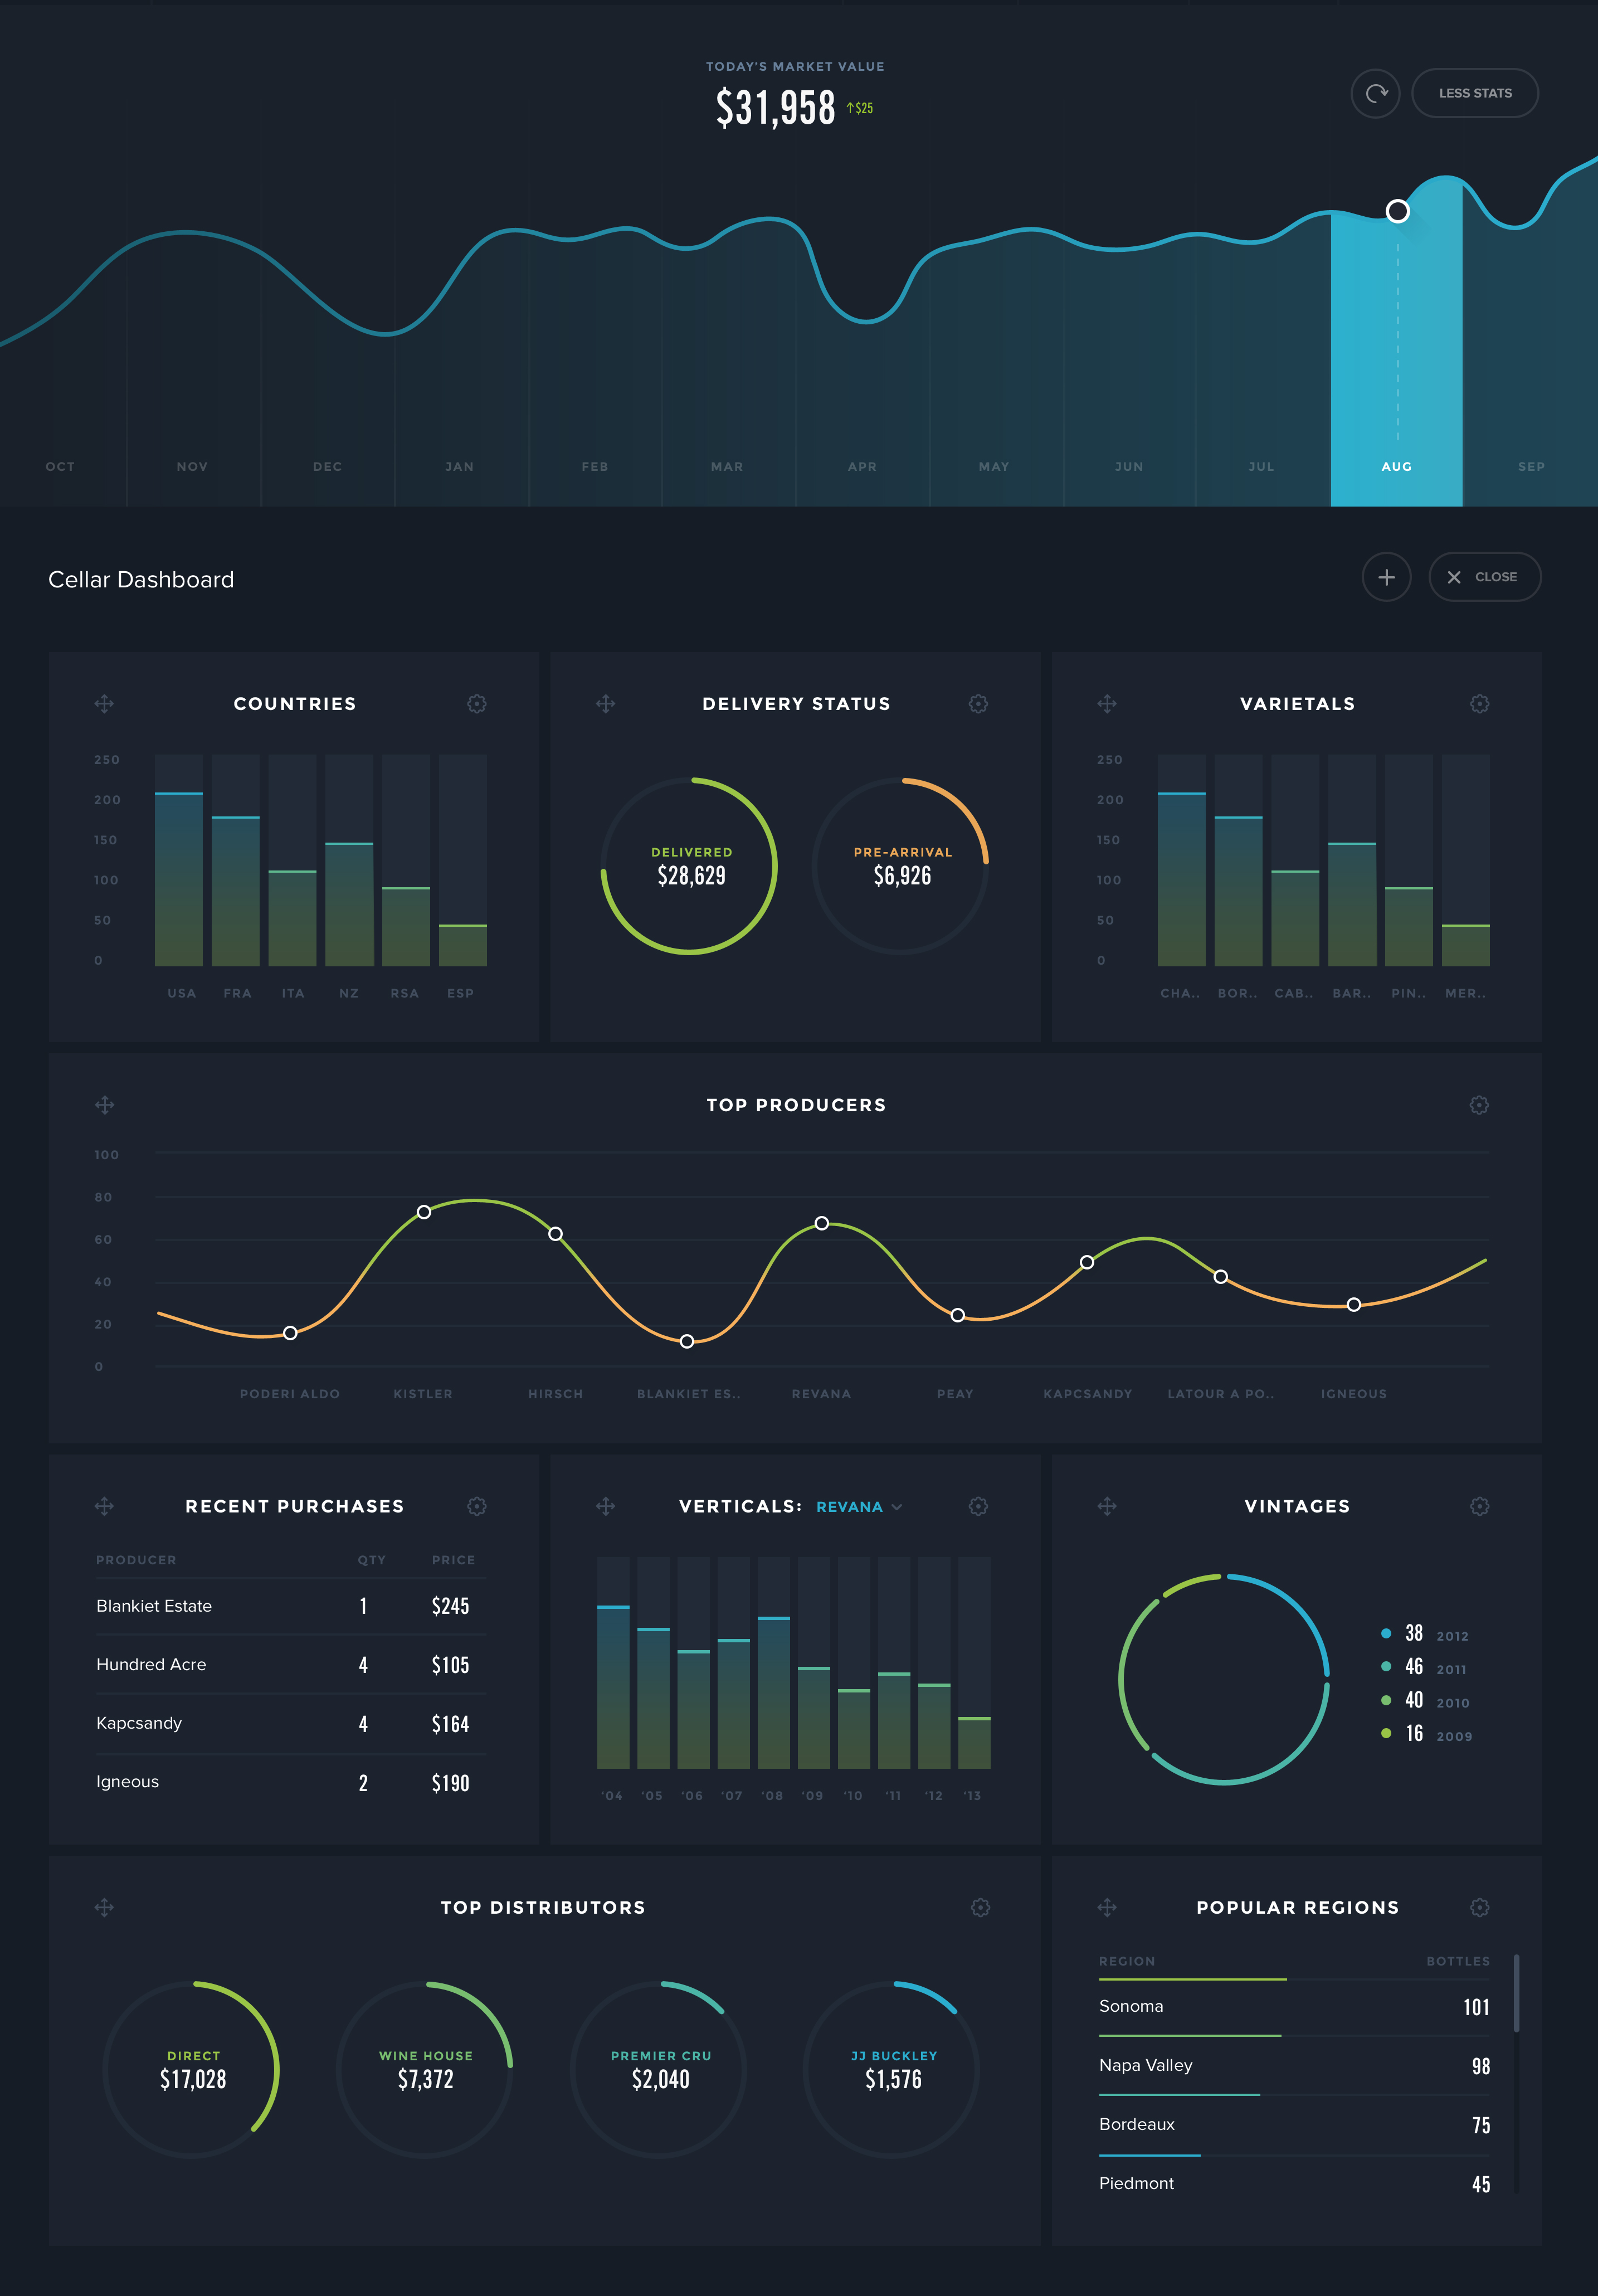 TODAY'S MARKET VALUE
$31,958 ↑$25
LESS STATS
OCT NOV DEC JAN FEB MAR APR MAY JUN JUL AUG SEP
Cellar Dashboard
CLOSE
COUNTRIES
250
200
150
100
50
0
USA FRA ITA NZ RSA ESP
DELIVERY STATUS
DELIVERED
$28,629
PRE-ARRIVAL
$6,926
VARIETALS
250
200
150
100
50
0
CHA.. BOR.. CAB.. BAR.. PIN.. MER..
TOP PRODUCERS
100
80
60
40
20
0
PODERI ALDO KISTLER HIRSCH BLANKIET ES.. REVANA PEAY KAPCSANDY LATOUR A PO.. IGNEOUS
RECENT PURCHASES
PRODUCER QTY PRICE
Blankiet Estate 1 $245
Hundred Acre 4 $105
Kapcsandy 4 $164
Igneous 2 $190
VERTICALS: REVANA
'04 '05 '06 '07 '08 '09 '10 '11 '12 '13
VINTAGES
38 2012
46 2011
40 2010
16 2009
TOP DISTRIBUTORS
DIRECT
$17,028
WINE HOUSE
$7,372
PREMIER CRU
$2,040
JJ BUCKLEY
$1,576
POPULAR REGIONS
REGION BOTTLES
Sonoma 101
Napa Valley 98
Bordeaux 75
Piedmont 45